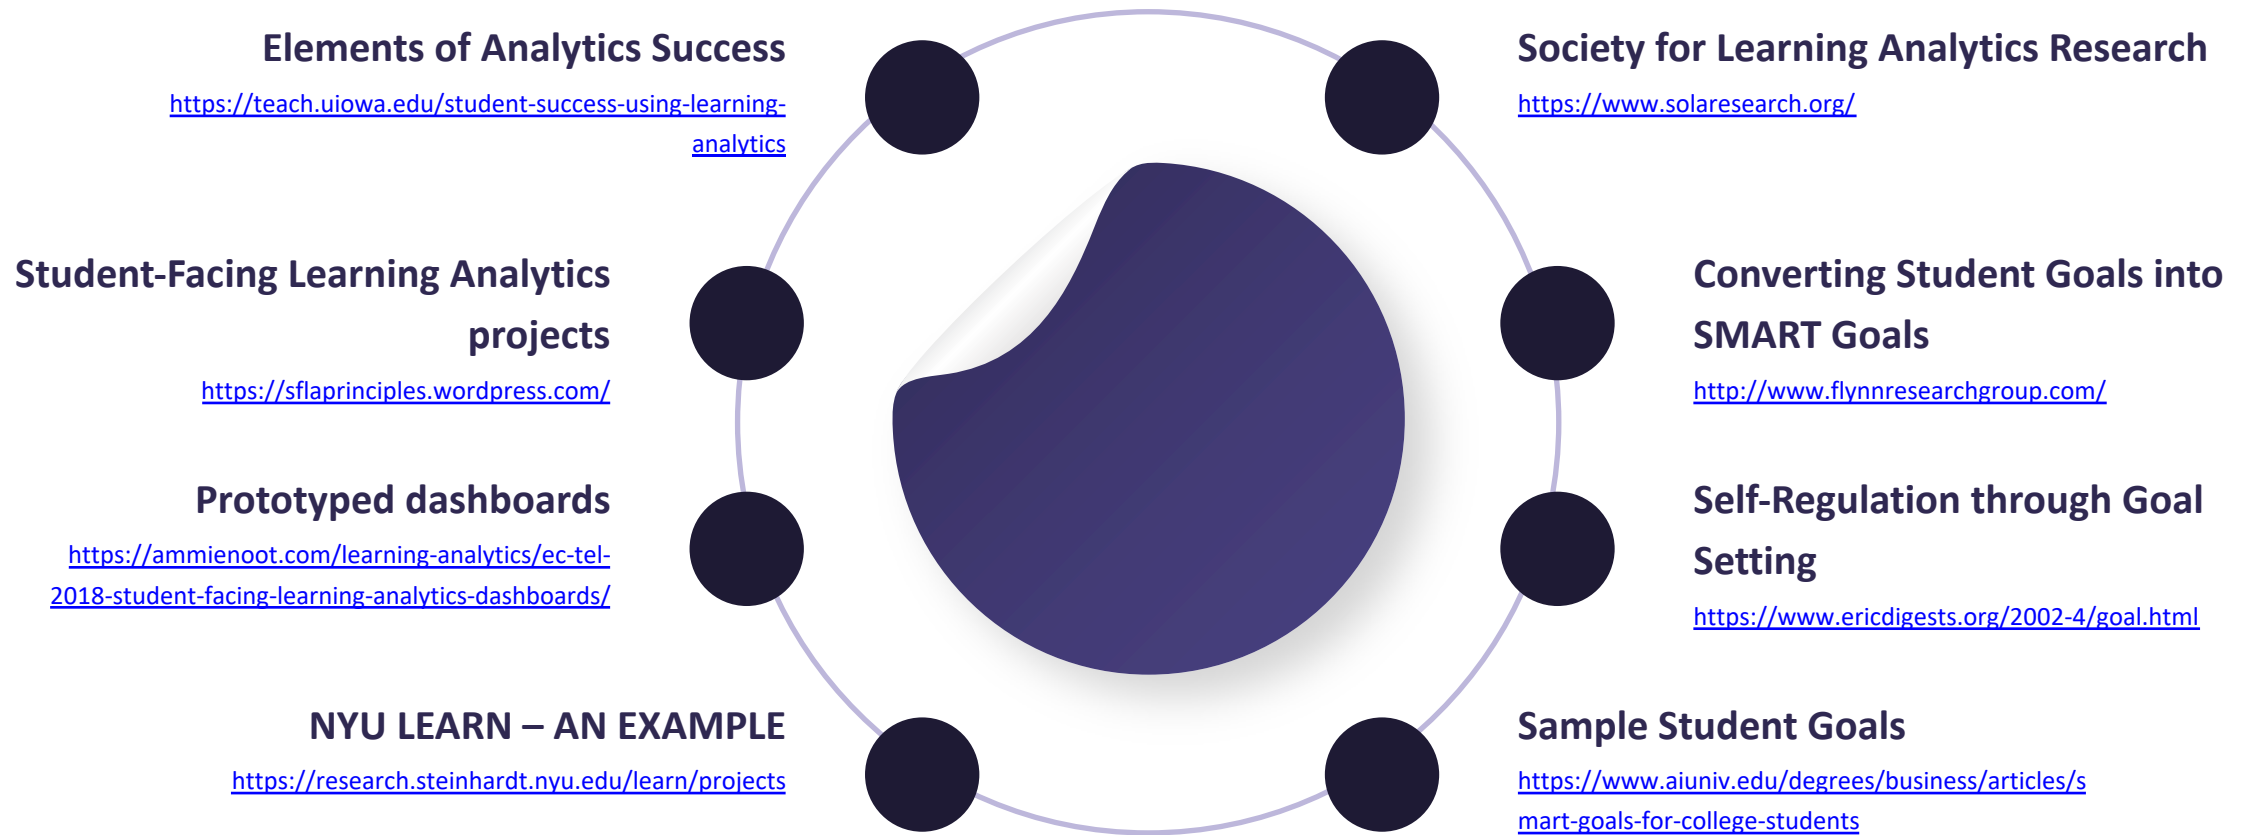 Elements of Analytics Success
https://teach.uiowa.edu/student-success-using-learning-
analytics
Student-Facing Learning Analytics
projects
https://sflaprinciples.wordpress.com/
Prototyped dashboards
https://ammienoot.com/learning-analytics/ec-tel-
2018-student-facing-learning-analytics-dashboards/
NYU LEARN – AN EXAMPLE
https://research.steinhardt.nyu.edu/learn/projects
Society for Learning Analytics Research
https://www.solaresearch.org/
Converting Student Goals into
SMART Goals
http://www.flynnresearchgroup.com/
Self-Regulation through Goal
Setting
https://www.ericdigests.org/2002-4/goal.html
Sample Student Goals
https://www.aiuniv.edu/degrees/business/articles/s
mart-goals-for-college-students